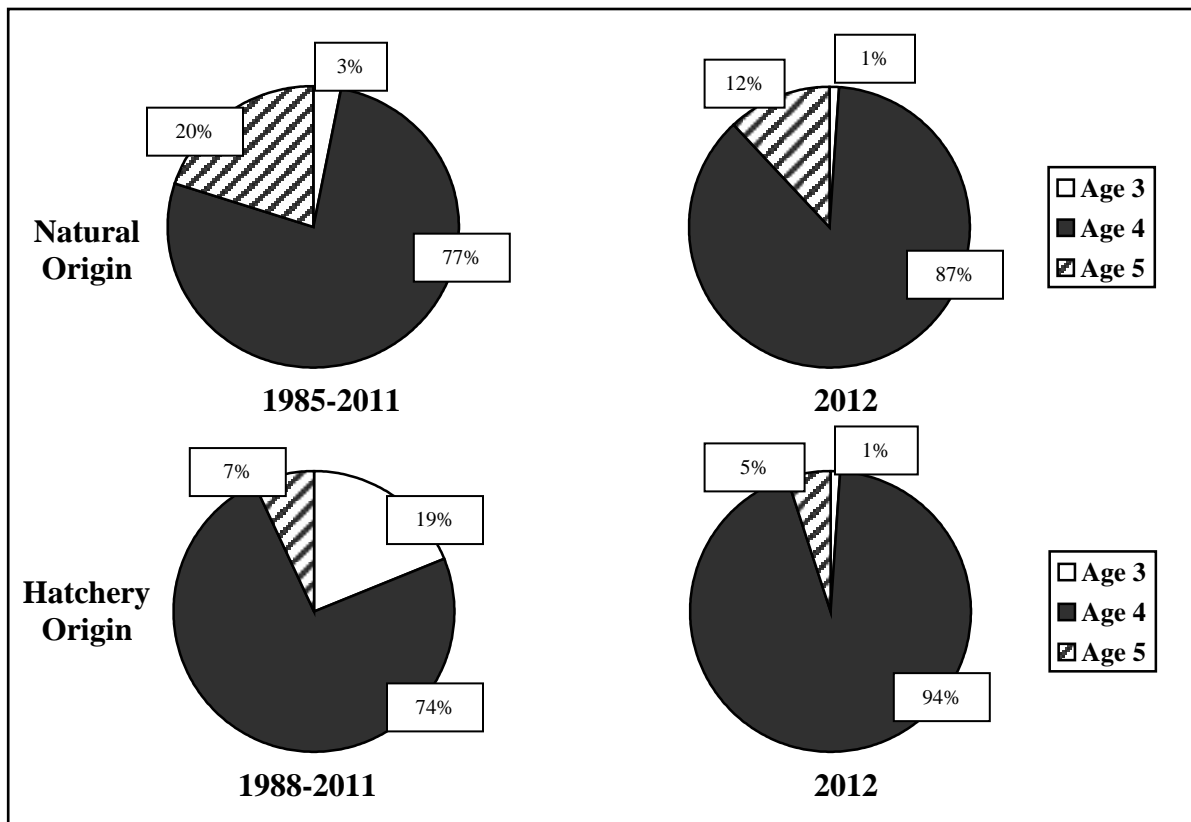 3%
20%
77%
Natural
Origin
1985-2011
1%
12%
87%
2012
Age 3
Age 4
Age 5
7%
19%
74%
Hatchery
Origin
1988-2011
5%
1%
94%
2012
Age 3
Age 4
Age 5